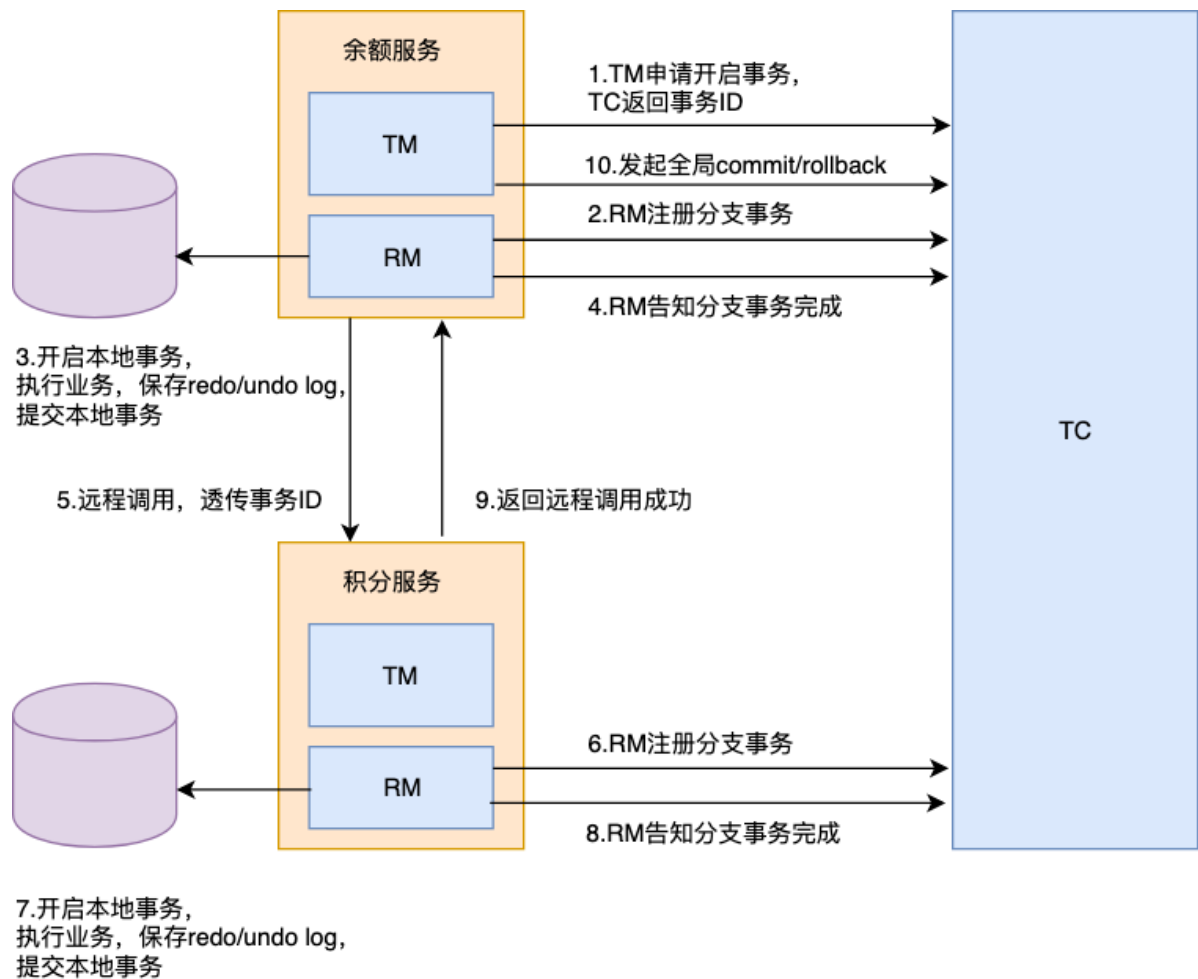 余额服务
TM
RM
1.TM申请开启事务，
TC返回事务ID
10.发起全局commit/rollback
2.RM注册分支事务
4.RM告知分支事务完成
3.开启本地事务，
执行业务，保存redo/undo log，
提交本地事务
TC
5.远程调用，透传事务ID
9.返回远程调用成功
积分服务
TM
RM
6.RM注册分支事务
8.RM告知分支事务完成
7.开启本地事务，
执行业务，保存redo/undo log，
提交本地事务